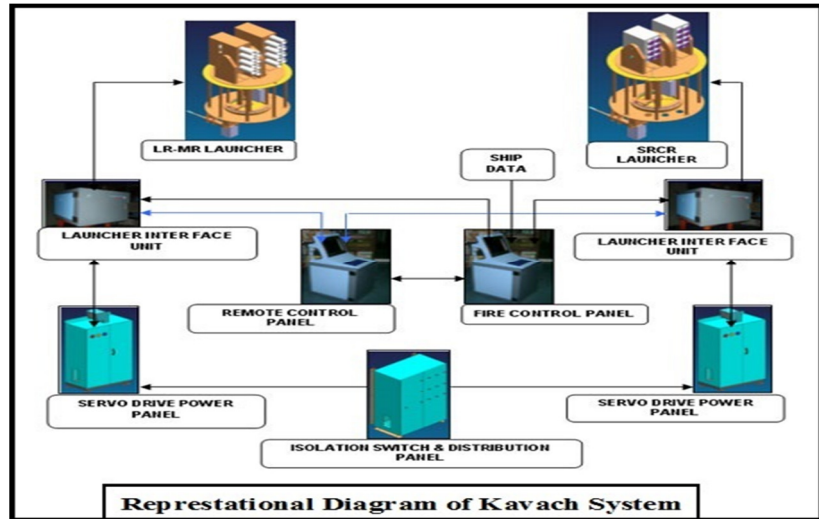 LR-MR LAUNCHER
SRCR
LAUNCHER
SHIP
DATA
LAUNCHER INTER FACE
UNIT
LAUNCHER INTER FACE
UNIT
REMOTE CONTROL
PANEL
FIRE CONTROL PANEL
SERVO DRIVE POWER
PANEL
SERVO DRIVE POWER
PANEL
ISOLATION SWITCH & DISTRIBUTION
PANEL
Represtational Diagram of Kavach System